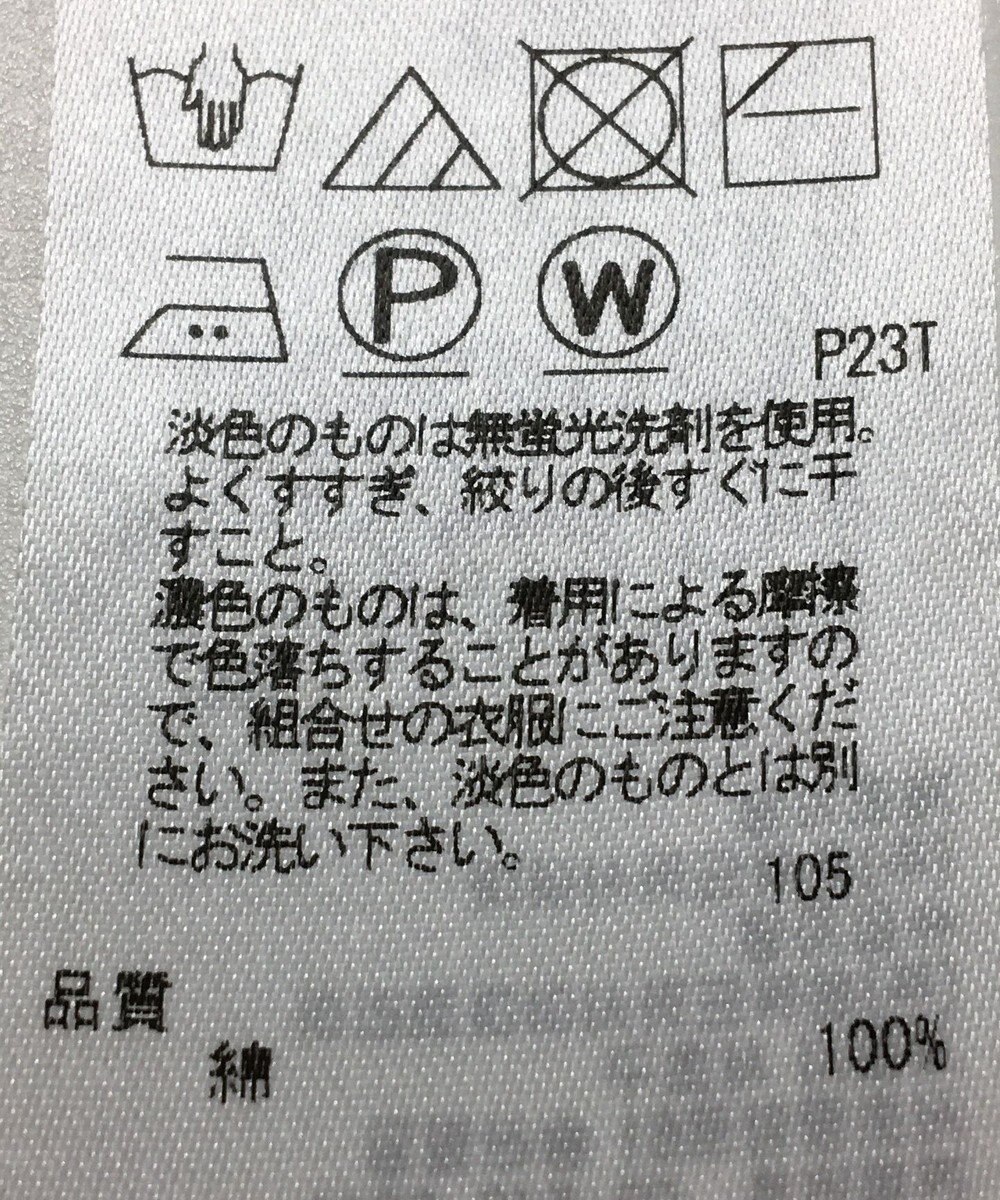 P
W
P23T
淡色のものは無蛍光洗剤を使用。
よくすすぎ、絞りの後すぐに干
すこと。
濃色のものは、着用による摩擦
で色落ちすることがありますの
で、組合せの衣服にご注意くだ
さい。また、淡色のものとは別
にお洗い下さい。
105
品質
綿 100%